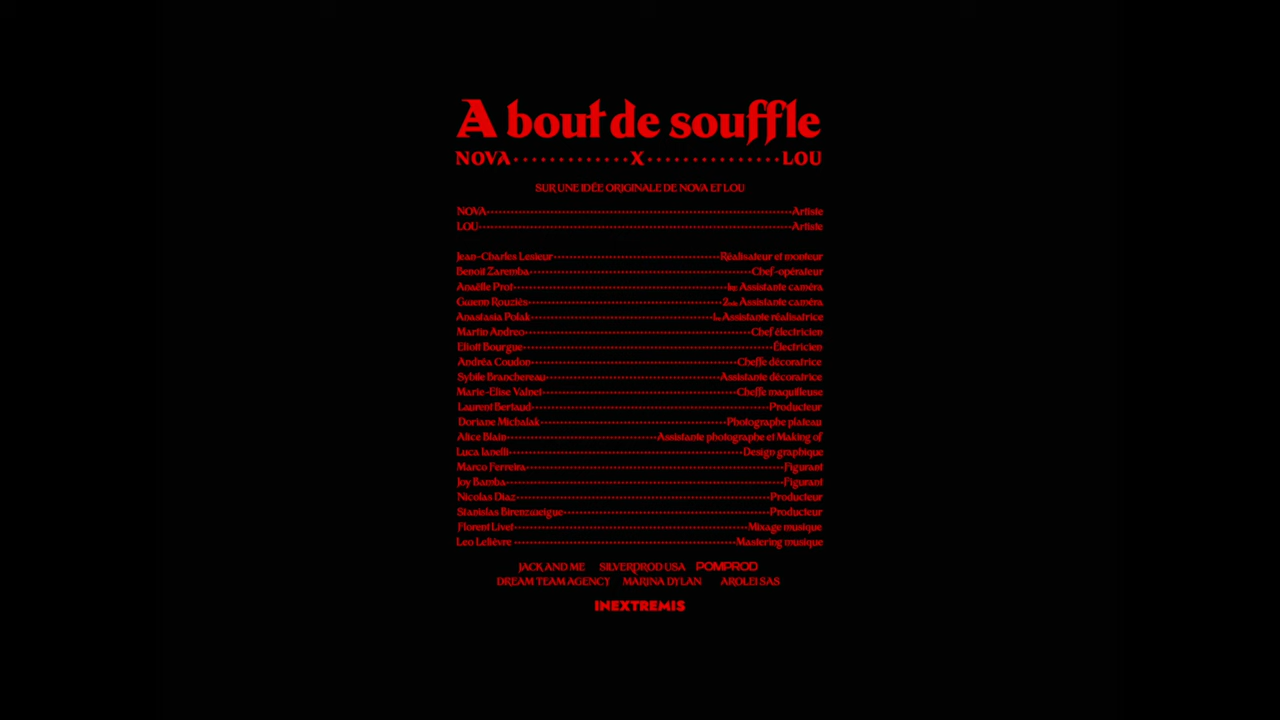 A bout de souffle
NOVA X LOU
SUR UNE IDÉE ORIGINALE DE NOVA ET LOU
NOVA Artiste
LOU Artiste
Jean-Charles Lesieur Réalisateur et monteur
Benoit Zaremba Chef-opérateur
Anaëlle Prot 1ère Assistante caméra
Gwenn Rouziès 2nde Assistante caméra
Anastasia Polak 1ère Assistante réalisatrice
Martin Andreo Chef électricien
Eliott Bourgue Électricien
Andréa Coudon Cheffe décoratrice
Sybile Branchereau Assistante décoratrice
Marie-Elise Valnet Cheffe maquilleuse
Laurent Bertaud Producteur
Doriane Michalak Photographe plateau
Alice Blain Assistante photographe et Making of
Luca Ianelli Design graphique
Marco Ferreira Figurant
Joy Bamba Figurant
Nicolas Diaz Producteur
Stanislas Birenzweigue Producteur
Florent Livet Mixage musique
Leo Lelièvre Mastering musique
JACK AND ME SILVERPROD USA POMPROD
DREAM TEAM AGENCY MARINA DYLAN AROLEI SAS
INEXTREMIS